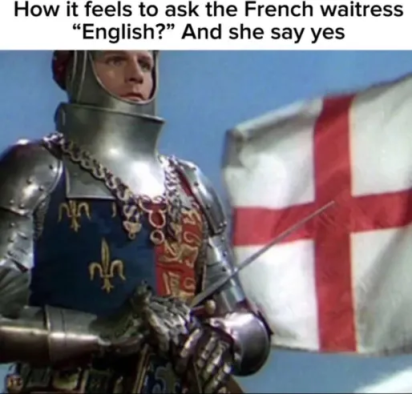 How it feels to ask the French waitress
“English?” And she say yes